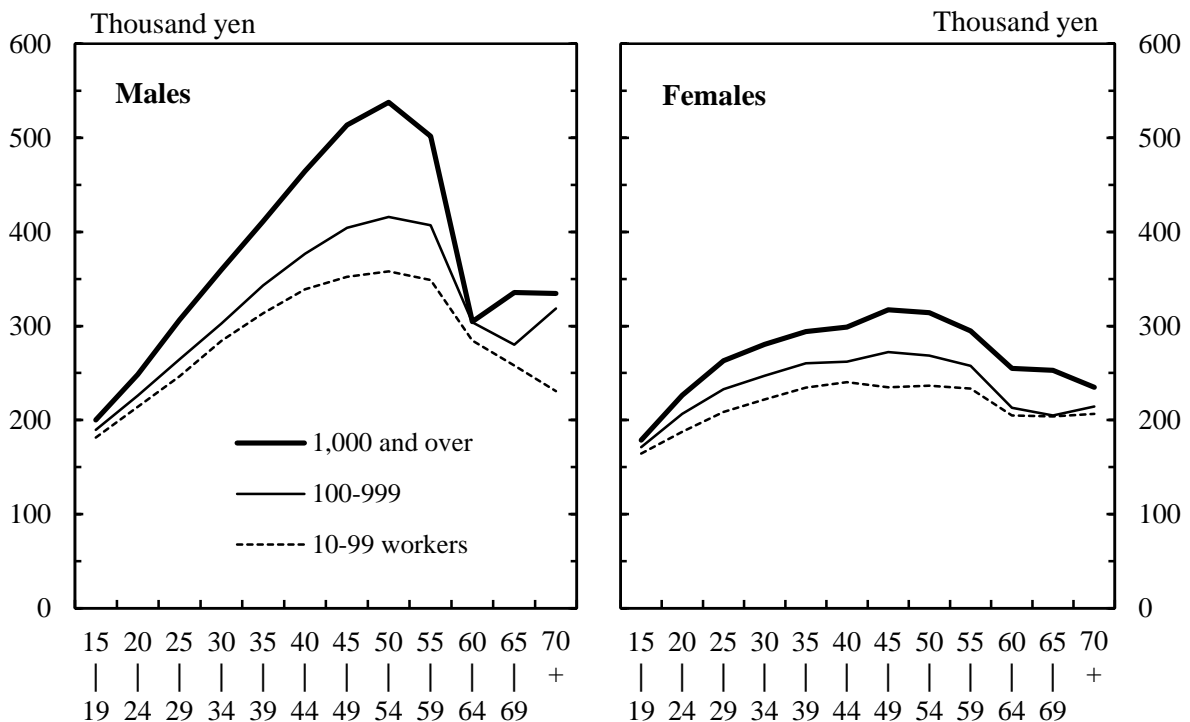 Thousand yen
Thousand yen
600
500
400
300
200
100
0
Males
1,000 and over
100-999
10-99 workers
15 20 25 30 35 40 45 50 55 60 65 70
| | | | | | | | | | | +
19 24 29 34 39 44 49 54 59 64 69
Females
600
500
400
300
200
100
0
15 20 25 30 35 40 45 50 55 60 65 70
| | | | | | | | | | | +
19 24 29 34 39 44 49 54 59 64 69